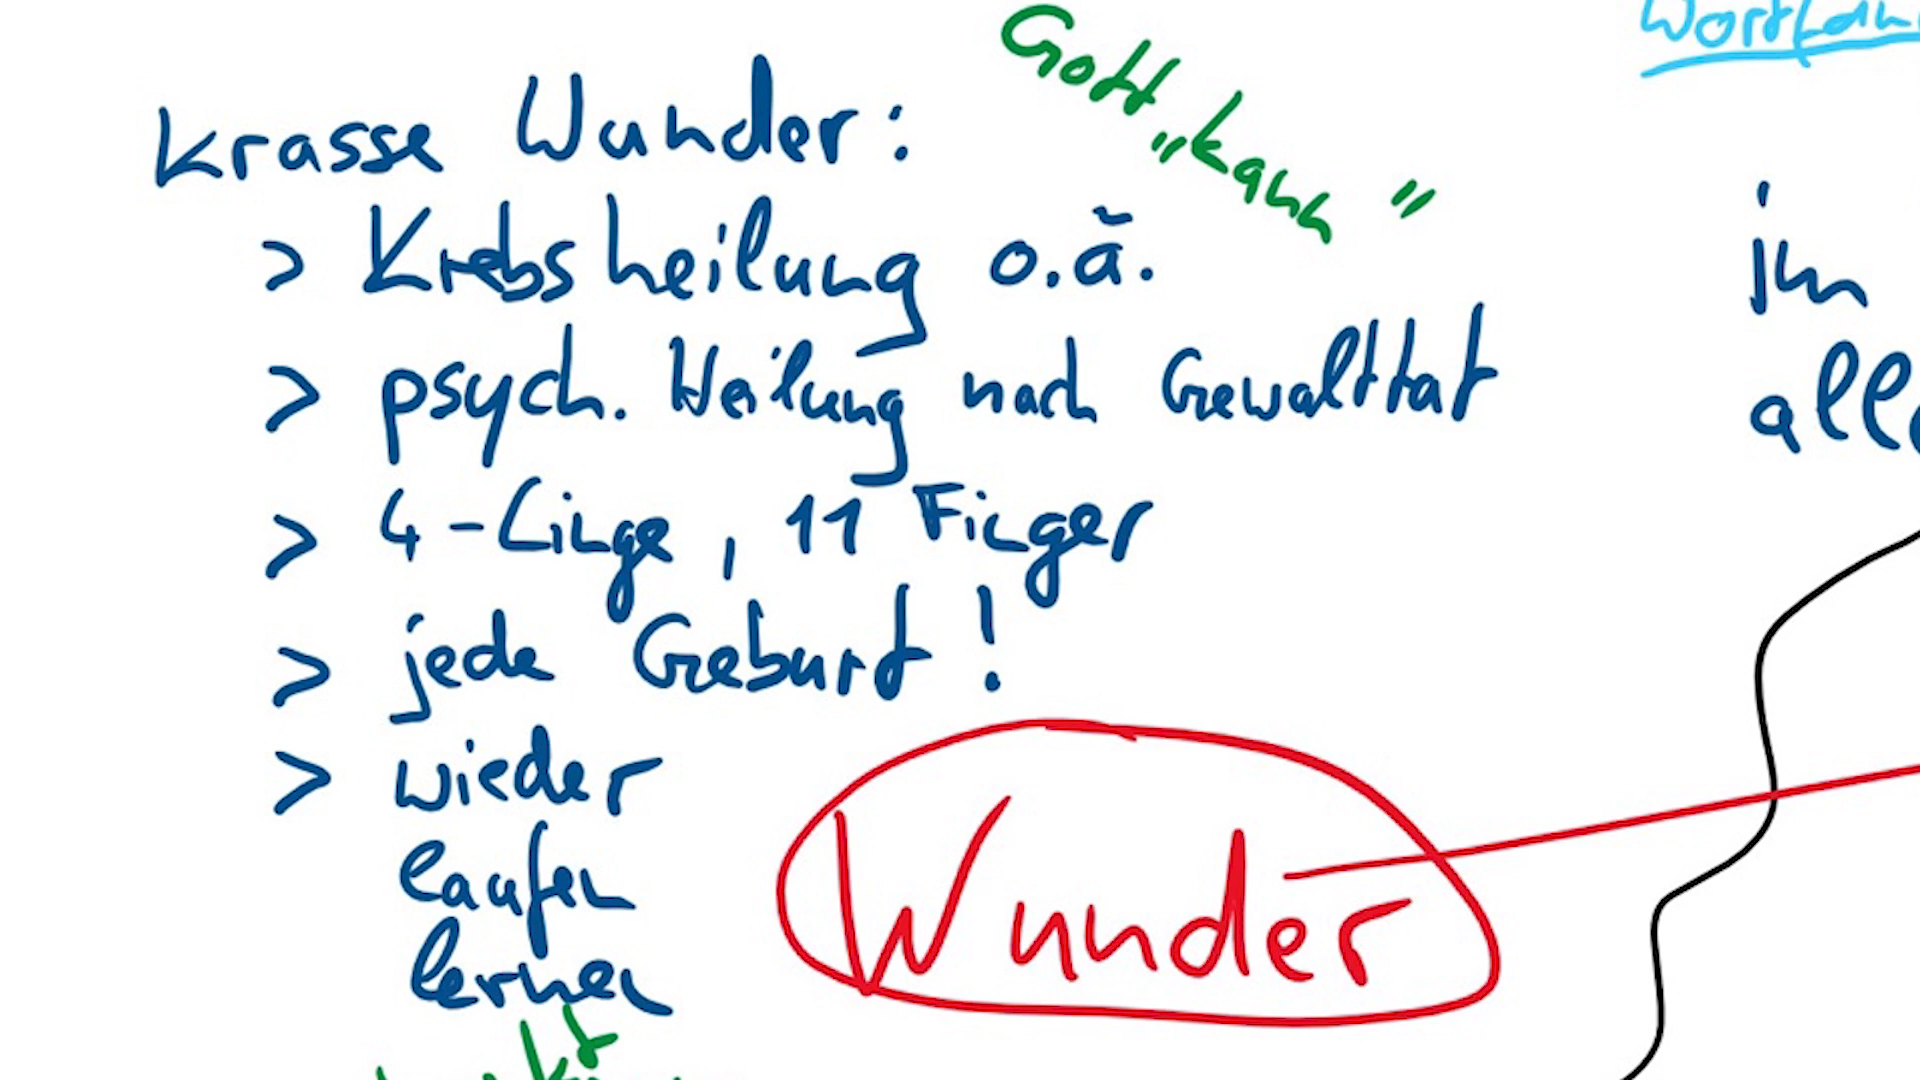 Gott „kann"
krasse Wunder:
> Krebsheilung o.ä.
> psych. Heilung nach Gewalttat
> 4-Linge, 11 Finger
> jede Geburt!
> wieder
laufen
lernen
Wunder
im